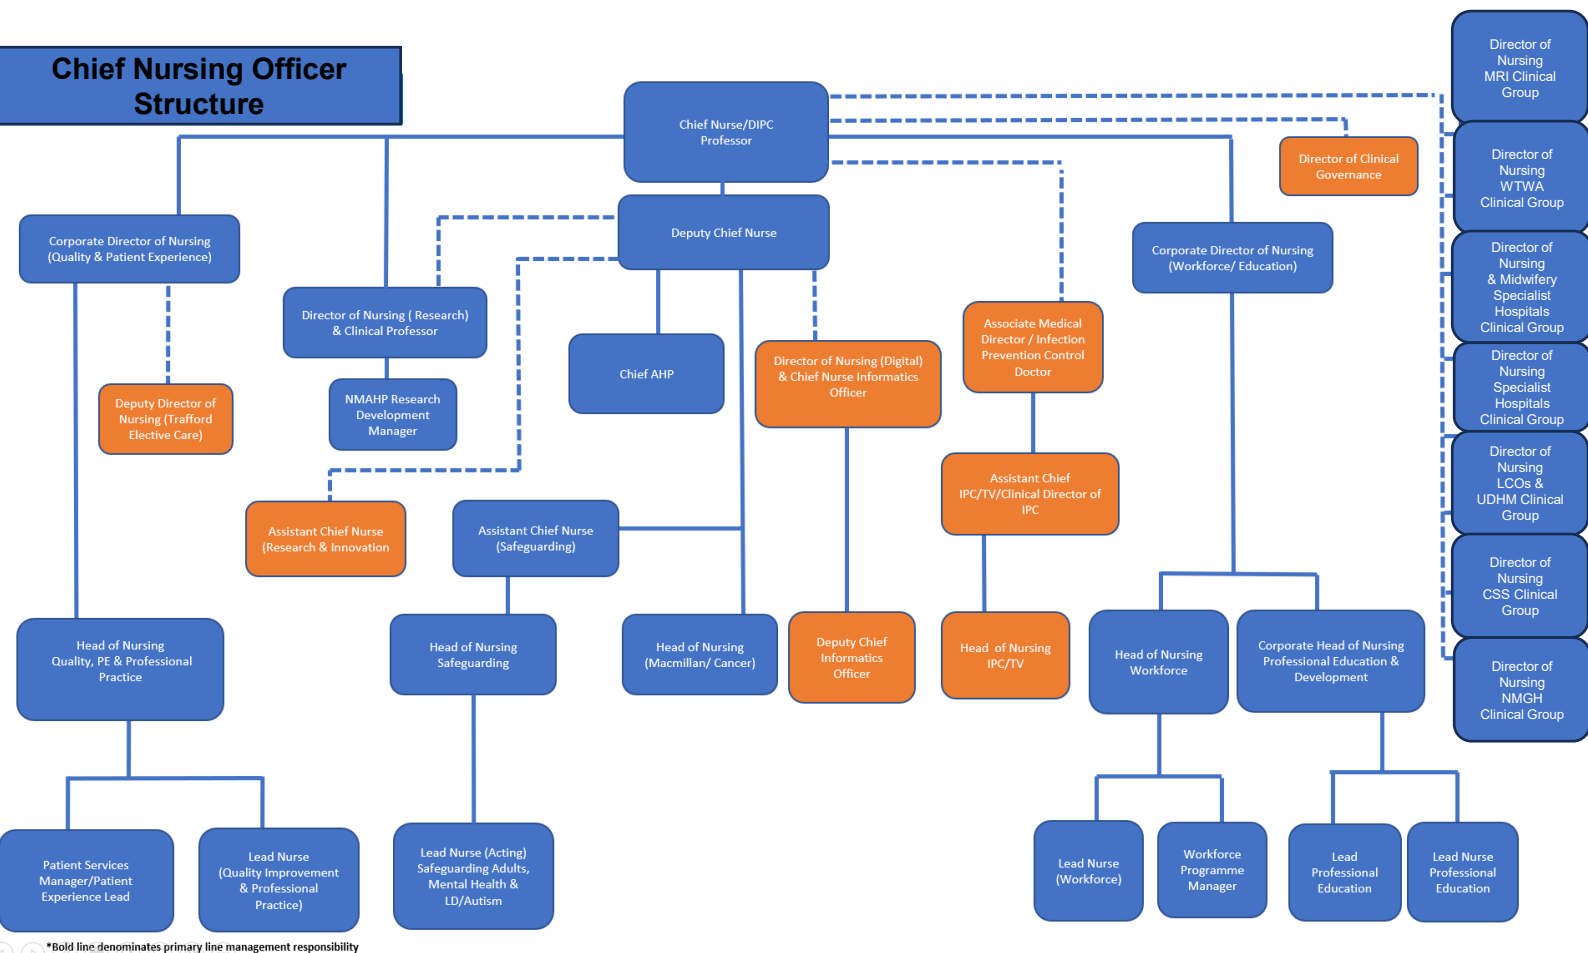 Chief Nursing Officer
Structure
Chief Nurse/DIPC
Professor
Director of Clinical
Governance
Deputy Chief Nurse
Corporate Director of Nursing
(Quality & Patient Experience)
Corporate Director of Nursing
(Workforce/ Education)
Director of Nursing ( Research)
& Clinical Professor
Associate Medical
Director / Infection
Prevention Control
Doctor
Chief AHP
Director of Nursing (Digital)
& Chief Nurse Informatics
Officer
Deputy Director of
Nursing (Trafford
Elective Care)
NMAHP Research
Development
Manager
Assistant Chief
IPC/TV/Clinical Director of
IPC
Assistant Chief Nurse
(Research & Innovation
Assistant Chief Nurse
(Safeguarding)
Head of Nursing
Quality, PE & Professional
Practice
Head of Nursing
Safeguarding
Head of Nursing
(Macmillan/ Cancer)
Deputy Chief
Informatics
Officer
Head  of Nursing
IPC/TV
Head of Nursing
Workforce
Corporate Head of Nursing
Professional Education &
Development
Patient Services
Manager/Patient
Experience Lead
Lead Nurse
(Quality Improvement
& Professional
Practice)
Lead Nurse (Acting)
Safeguarding Adults,
Mental Health &
LD/Autism
Lead Nurse
(Workforce)
Workforce
Programme
Manager
Lead
Professional
Education
Lead Nurse
Professional
Education
Director of
Nursing
MRI Clinical
Group
Director of
Nursing
WTWA
Clinical Group
Director of
Nursing
& Midwifery
Specialist
Hospitals
Clinical Group
Director of
Nursing
Specialist
Hospitals
Clinical Group
Director of
Nursing
LCOs &
UDHM Clinical
Group
Director of
Nursing
CSS Clinical
Group
Director of
Nursing
NMGH
Clinical Group
*Bold line denominates primary line management responsibility